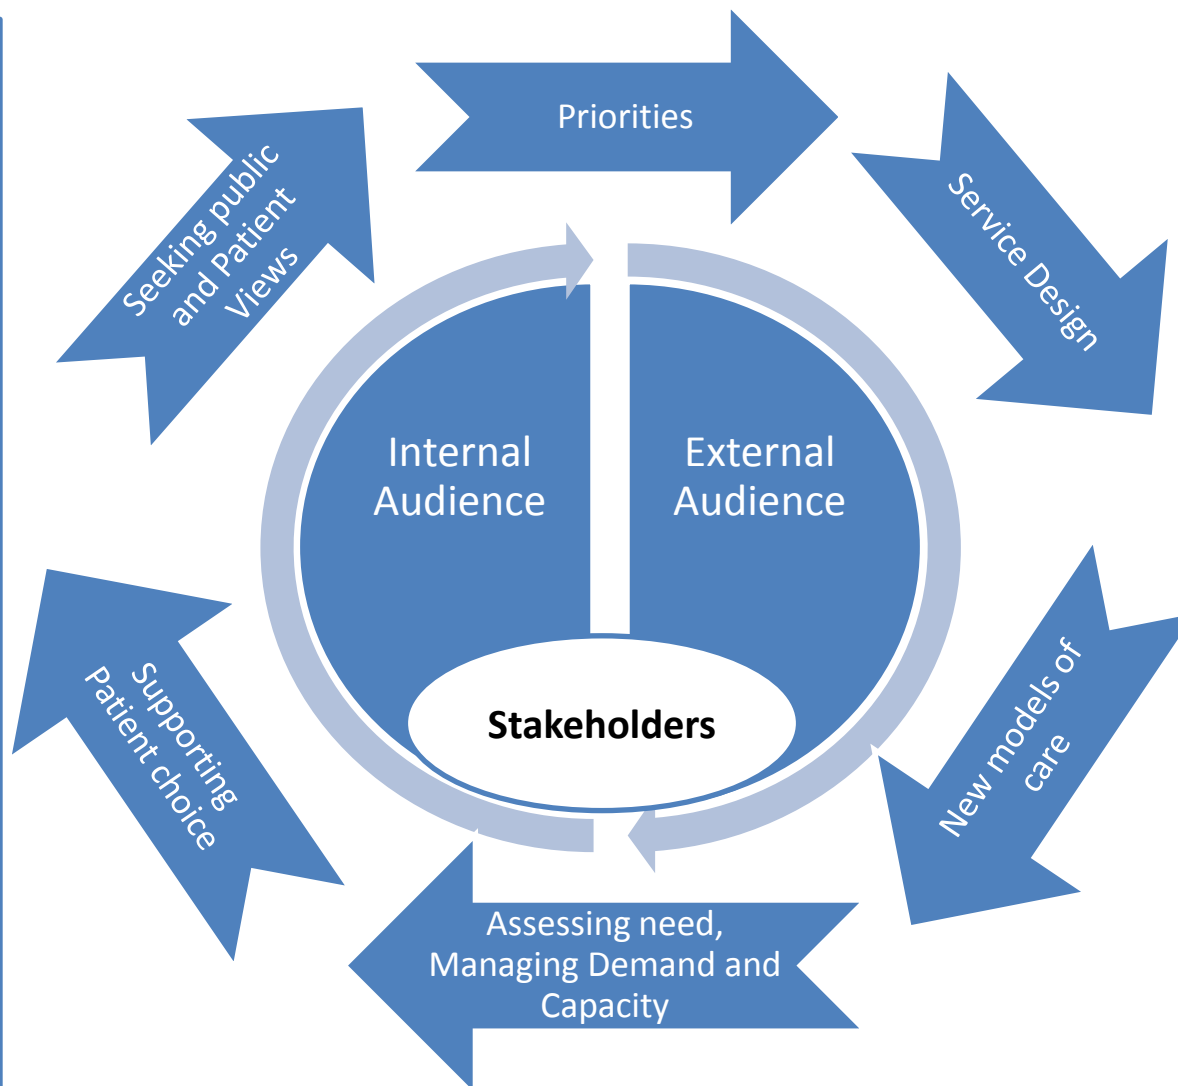 Priorities
Service Design
New models of
care
Assessing need,
Managing Demand and
Capacity
Supporting
Patient choice
Seeking public
and Patient
Views
Internal
Audience
External
Audience
Stakeholders